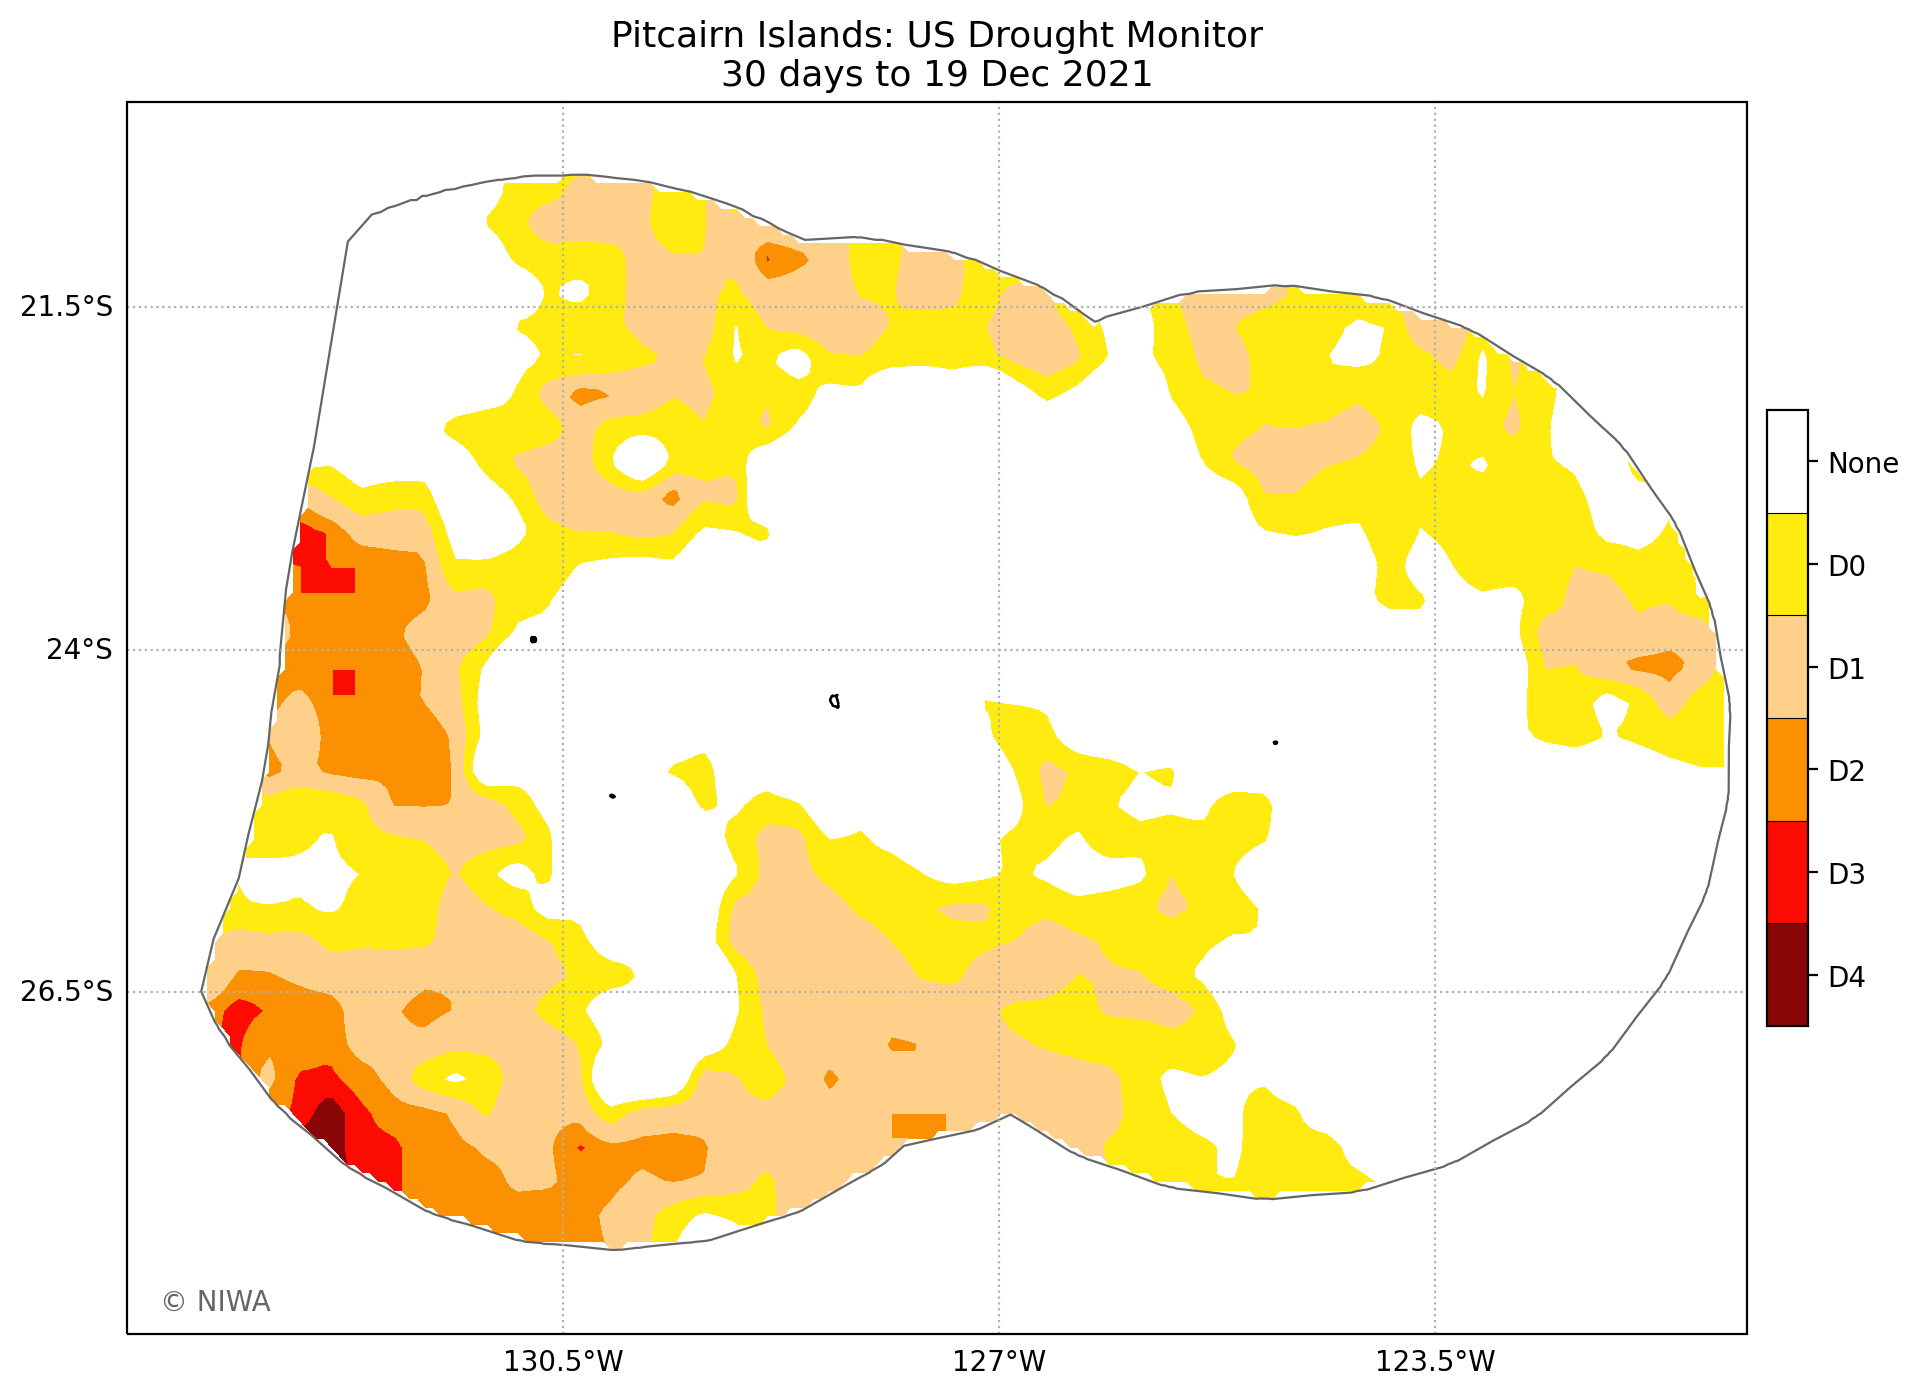 Pitcairn Islands: US Drought Monitor
30 days to 19 Dec 2021
21.5°S
24°S
26.5°S
130.5°W
127°W
123.5°W
None
D0
D1
D2
D3
D4
© NIWA